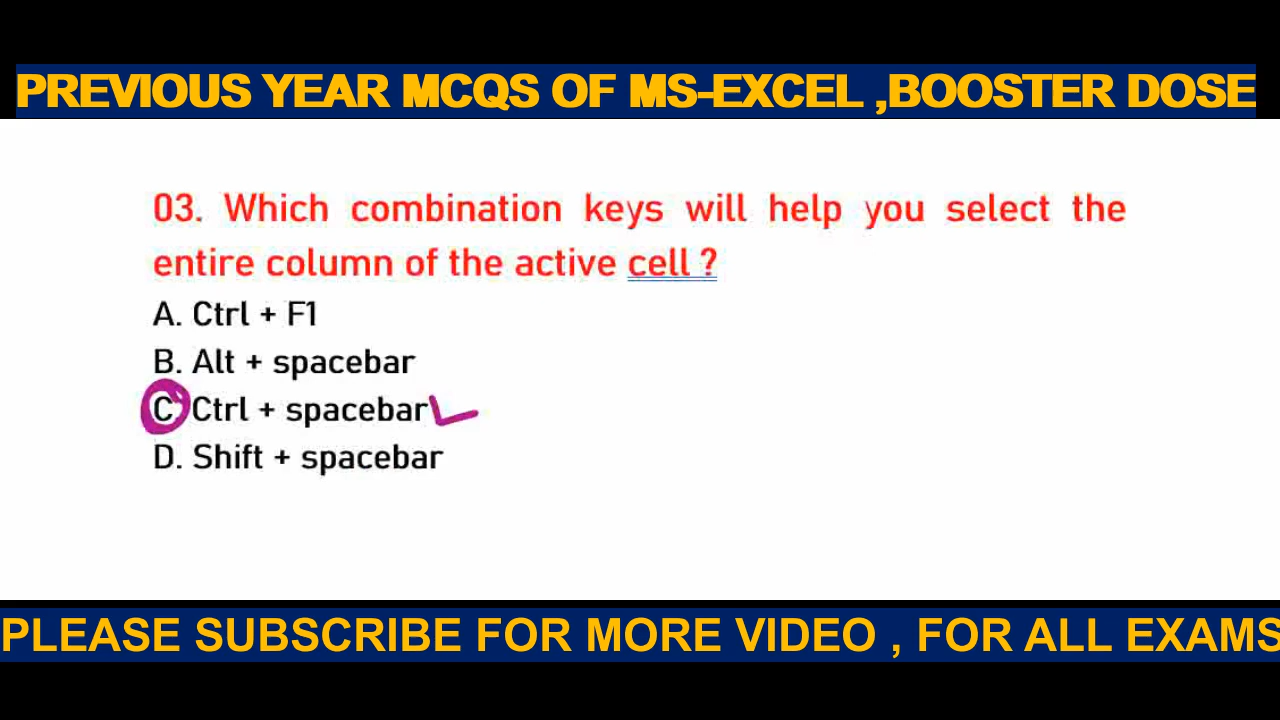 PREVIOUS YEAR MCQS OF MS-EXCEL ,BOOSTER DOSE
03. Which combination keys will help you select the
entire column of the active cell ?
A. Ctrl + F1
B. Alt + spacebar
C. Ctrl + spacebar
D. Shift + spacebar
PLEASE SUBSCRIBE FOR MORE VIDEO , FOR ALL EXAMS